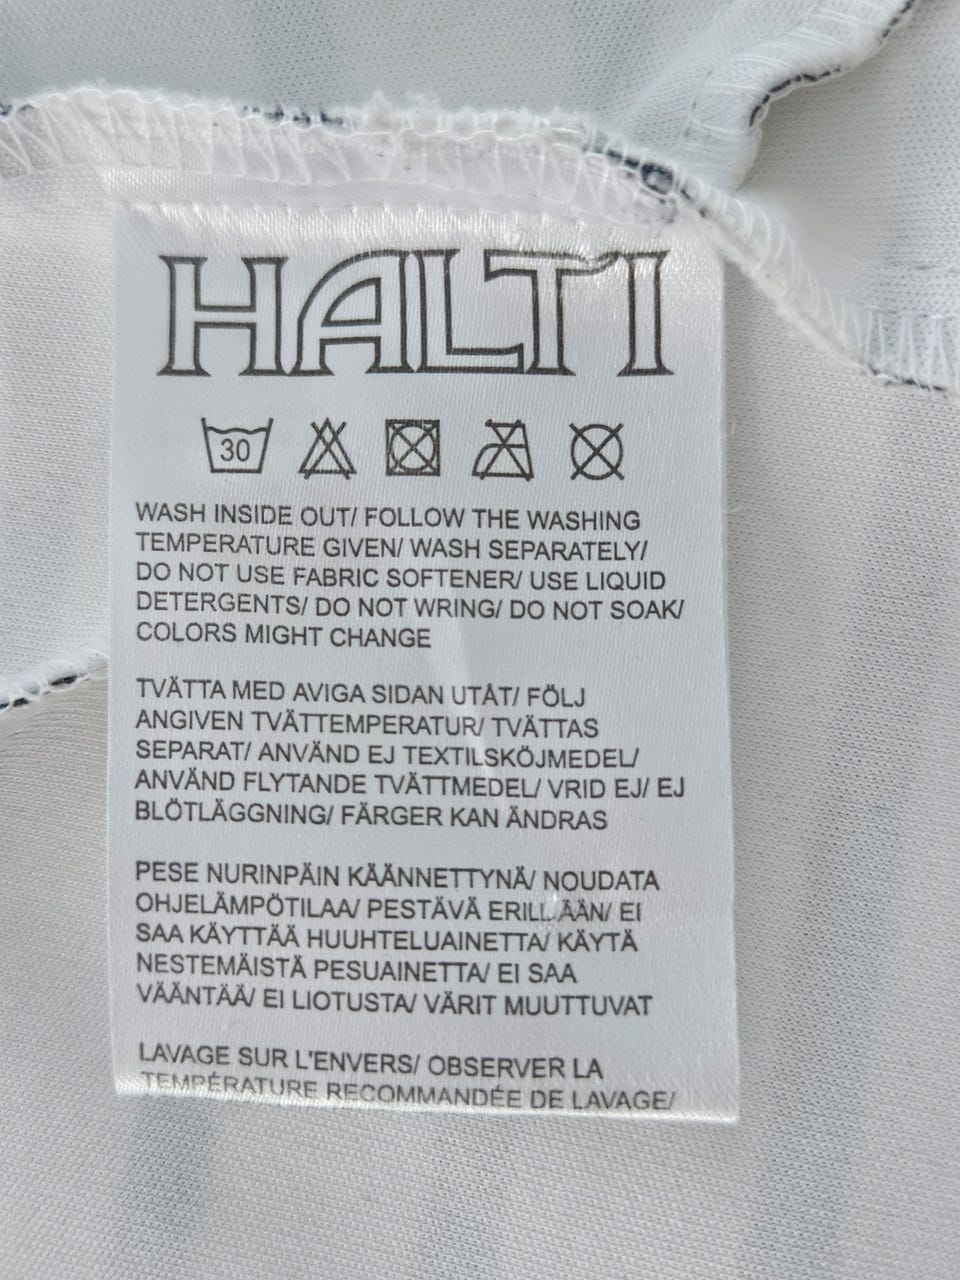 HALTI
30
WASH INSIDE OUT/ FOLLOW THE WASHING
TEMPERATURE GIVEN/ WASH SEPARATELY/
DO NOT USE FABRIC SOFTENER/ USE LIQUID
DETERGENTS/ DO NOT WRING/ DO NOT SOAK/
COLORS MIGHT CHANGE
TVÄTTA MED AVIGA SIDAN UTÅT/ FÖLJ
ANGIVEN TVÄTTEMPERATUR/ TVÄTTAS
SEPARAT/ ANVÄND EJ TEXTILSKÖJMEDEL/
ANVÄND FLYTANDE TVÄTTMEDEL/ VRID EJ/ EJ
BLÖTLÄGGNING/ FÄRGER KAN ÄNDRAS
PESE NURINPÄIN KÄÄNNETTYNÄ/ NOUDATA
OHJELÄMPÖTILAA/ PESTÄVÄ ERILLÄÄN/ EI
SAA KÄYTTÄÄ HUUHTELUAINETTA/ KÄYTÄ
NESTEMÄISTÄ PESUAINETTA/ EI SAA
VÄÄNTÄÄ/ EI LIOTUSTA/ VÄRIT MUUTTUVAT
LAVAGE SUR L'ENVERS/ OBSERVER LA
TEMPÉRATURE RECOMMANDÉE DE LAVAGE/